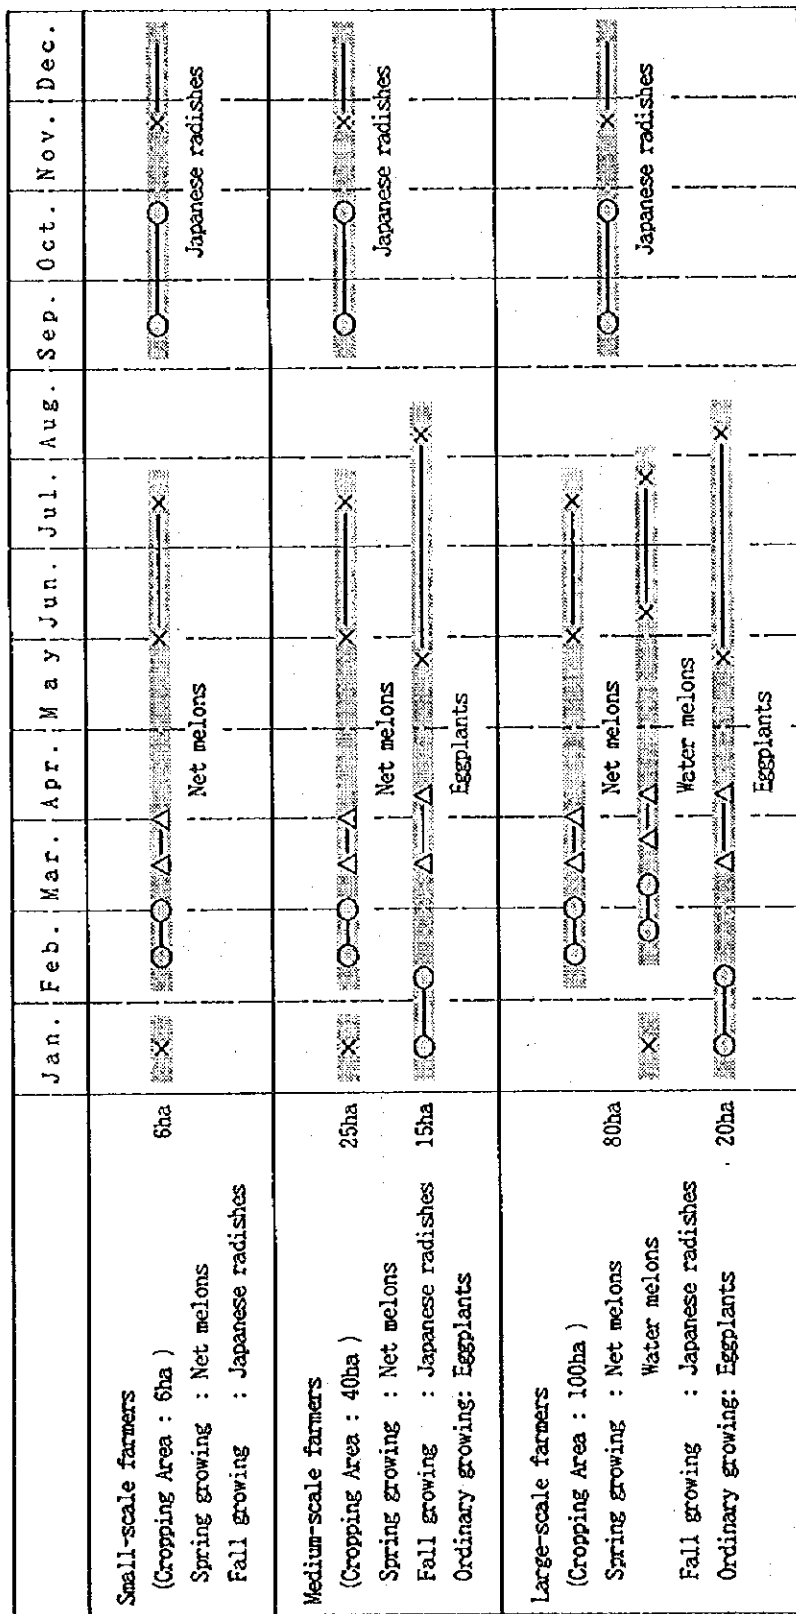 Jan. Feb. Mar. Apr. May Jun. Jul. Aug. Sep. Oct. Nov. Dec.
Small-scale farmers
(Cropping Area : 6ha )
6ha
Spring growing : Net melons
Net melons
Japanese radishes
Fall growing : Japanese radishes
Medium-scale farmers
(Cropping Area : 40ha )
25ha
Spring growing : Net melons
Net melons
Japanese radishes
Fall growing : Japanese radishes
15ha
Ordinary growing: Eggplants
Eggplants
Large-scale farmers
(Cropping Area : 100ha )
Spring growing : Net melons
80ha
Net melons
Japanese radishes
Water melons
Water melons
Fall growing : Japanese radishes
Ordinary growing: Eggplants
20ha
Eggplants